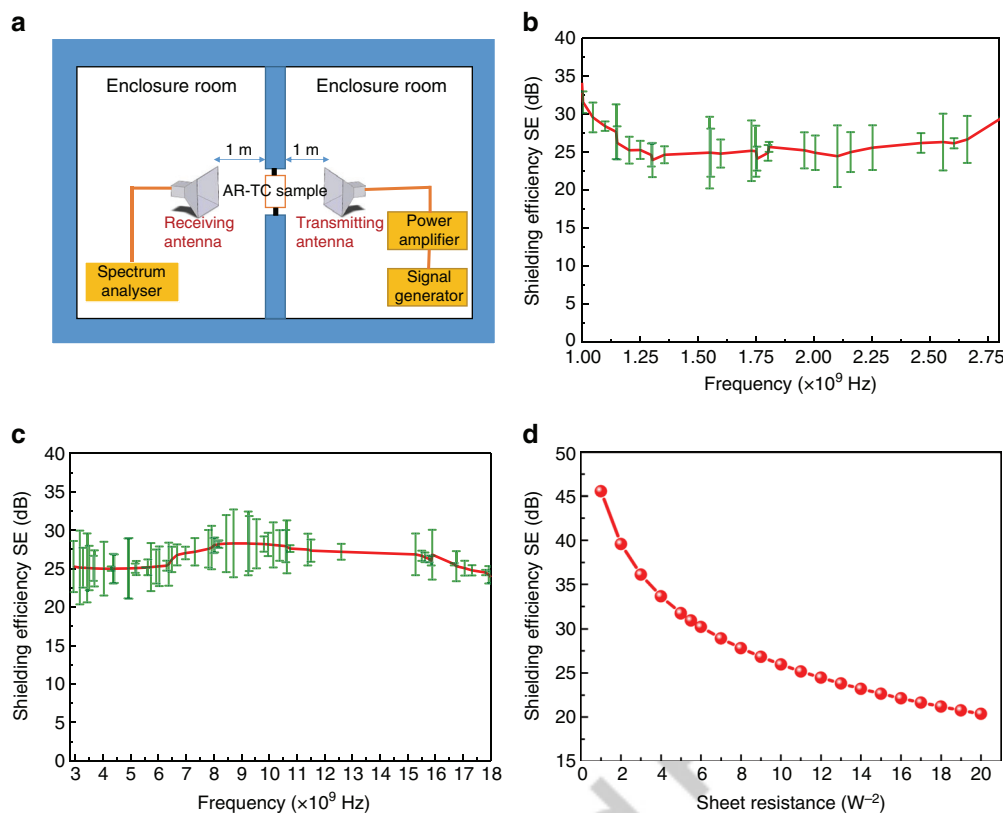 a
Enclosure room
Enclosure room
1 m
1 m
AR-TC sample
Receiving
antenna
Transmitting
antenna
Power
amplifier
Spectrum
analyser
Signal
generator
b
Shielding efficiency SE (dB)
40
35
30
25
20
15
10
5
0
1.00
1.25
1.50
1.75
2.00
2.25
2.50
2.75
Frequency (×10⁹ Hz)
c
Shielding efficiency SE (dB)
40
35
30
25
20
15
10
5
0
3 4 5 6 7 8 9 10 11 12 13 14 15 16 17 18
Frequency (×10⁹ Hz)
d
Shielding efficiency SE (dB)
50
45
40
35
30
25
20
15
0 2 4 6 8 10 12 14 16 18 20
Sheet resistance (W⁻²)